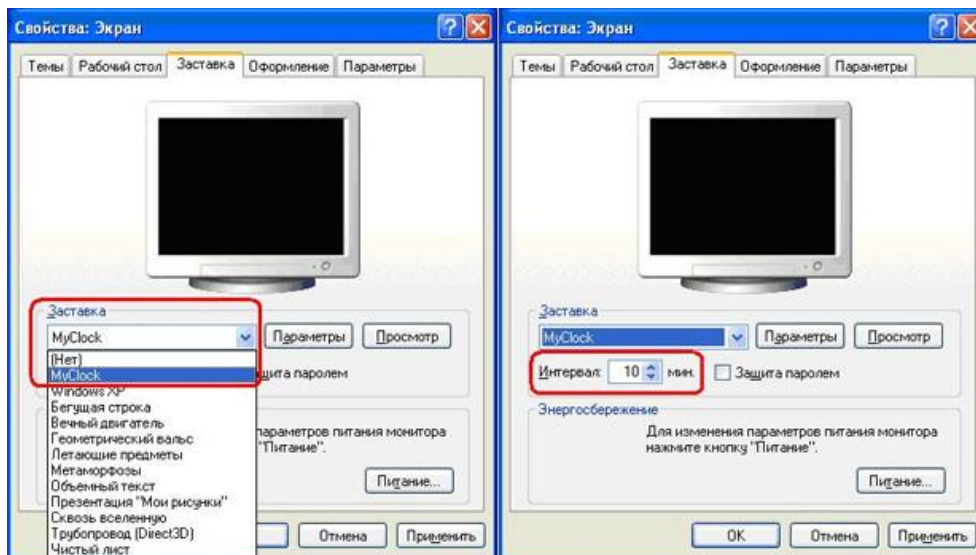 Свойства: Экран
Темы Рабочий стол Заставка Оформление Параметры
Заставка
MyClock Параметры Просмотр
(Нет)
MyClock
щита паролем
Windows XP
Бегущая строка
Вечный двигатель
Геометрический вальс
Летающие предметы
Метаморфозы
Объемный текст
Презентация "Мои рисунки"
Сквозь вселенную
Трубопровод (Direct3D)
Чистый лист
параметров питания монитора
"Питание".
Питание...
Отмена Применить
Свойства: Экран
Темы Рабочий стол Заставка Оформление Параметры
Заставка
MyClock Параметры Просмотр
Интервал: 10 мин. Защита паролем
Энергосбережение
Для изменения параметров питания монитора
нажмите кнопку "Питание".
Питание...
OK Отмена Применить